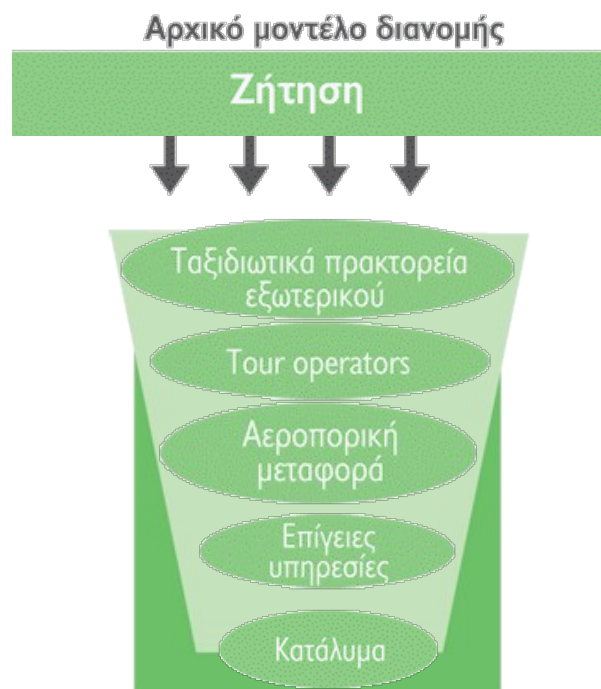 Αρχικό μοντέλο διανομής
Ζήτηση
Ταξιδιωτικά πρακτορεία
εξωτερικού
Tour operators
Αεροπορική
μεταφορά
Επίγειες
υπηρεσίες
Κατάλυμα